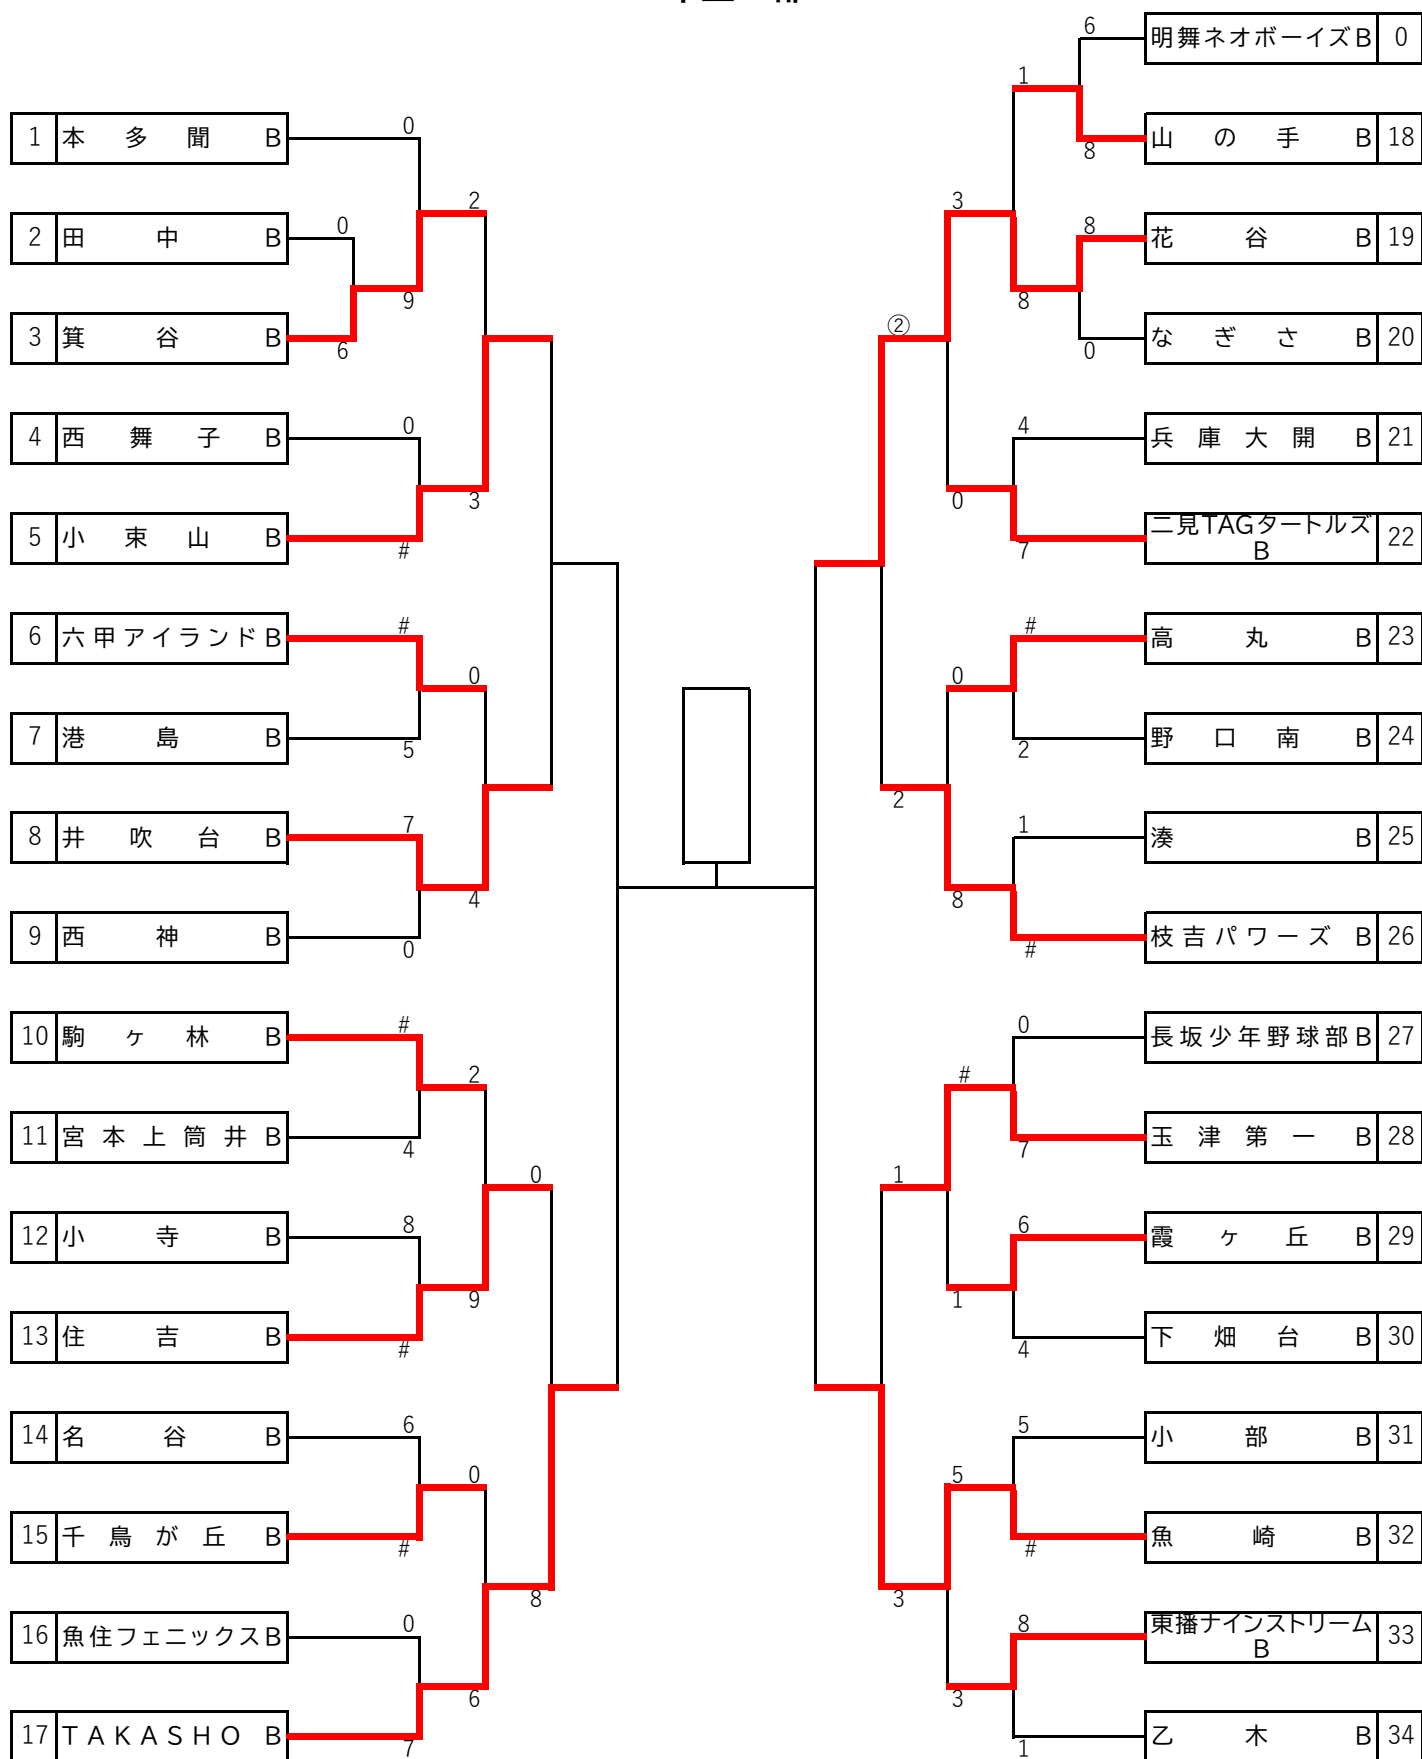 6
明舞ネオボーイズB 0
1
1 本多聞 B
0
山の手 B 18
8
2
3
2 田中 B
0
8
花谷 B 19
9
8
3 箕谷 B
6
②
なぎさ B 20
0
4 西舞子 B
0
4
兵庫大開 B 21
3
0
5 小束山 B
#
二見TAGタートルズ
B
22
7
6 六甲アイランドB
#
#
高丸 B 23
0
0
7 港島 B
5
野口南 B 24
2
2
8 井吹台 B
7
1
湊 B 25
4
8
9 西神 B
0
枝吉パワーズ B 26
#
10 駒ヶ林 B
#
0
長坂少年野球部B 27
2
#
11 宮本上筒井 B
4
玉津第一 B 28
7
0
1
12 小寺 B
8
6
霞ヶ丘 B 29
9
1
13 住吉 B
#
下畑台 B 30
4
14 名谷 B
6
5
小部 B 31
0
5
15 千鳥が丘 B
#
魚崎 B 32
#
8
3
16 魚住フェニックスB
0
8
東播ナインストリーム
B
33
6
3
17 TAKASHO B
7
乙木 B 34
1